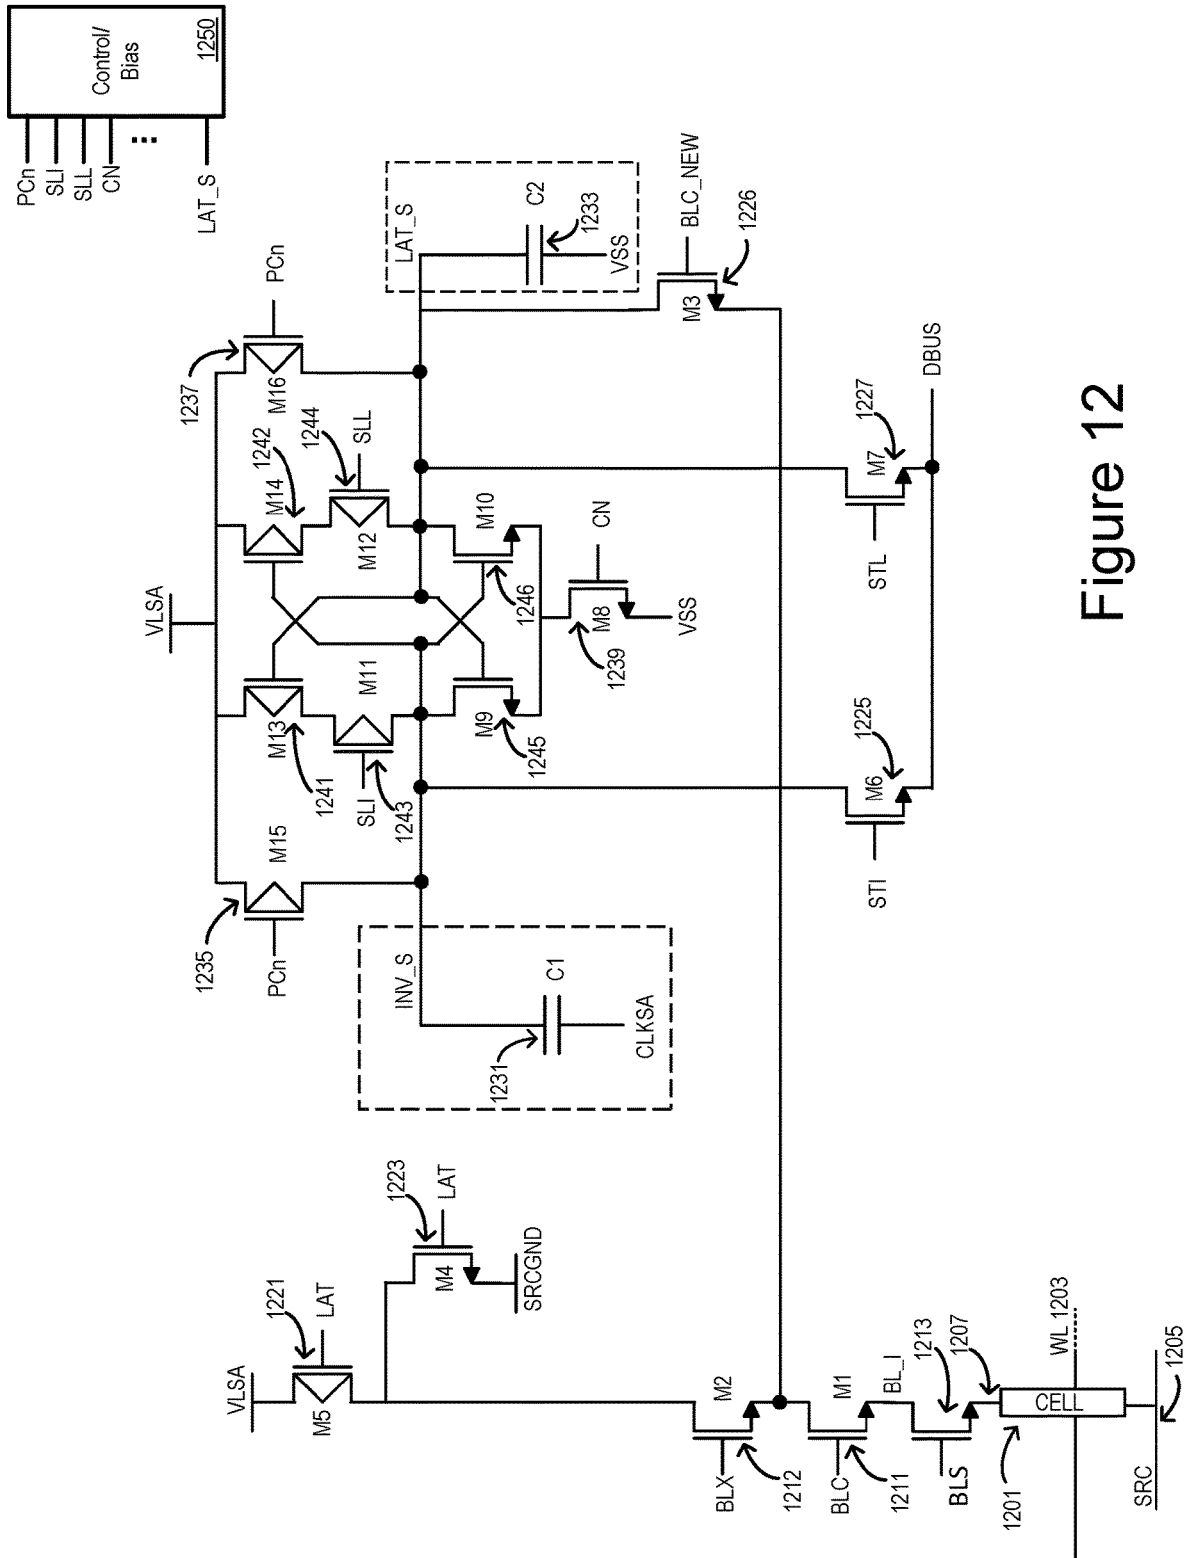 Control/
Bias
1250
PCn
SLI
SLL
CN
...
LAT_S
VLSA
1235
PCn
M15
M13
1241
SLI
1243
M11
M14
1242
1244
SLL
M12
1237
M16
PCn
INV_S
C1
1231
CLKSA
M9
1245
M10
1246
1239
M8
CN
VSS
LAT_S
C2
1233
VSS
M3
BLC_NEW
1226
STI
M6
1225
STL
M7
1227
DBUS
VLSA
M5
1221
LAT
M4
1223
LAT
SRCGND
BLX
M2
1212
BLC
M1
1211
BL_I
BLS
1213
1207
1201
CELL
WL 1203
SRC
1205
Figure 12